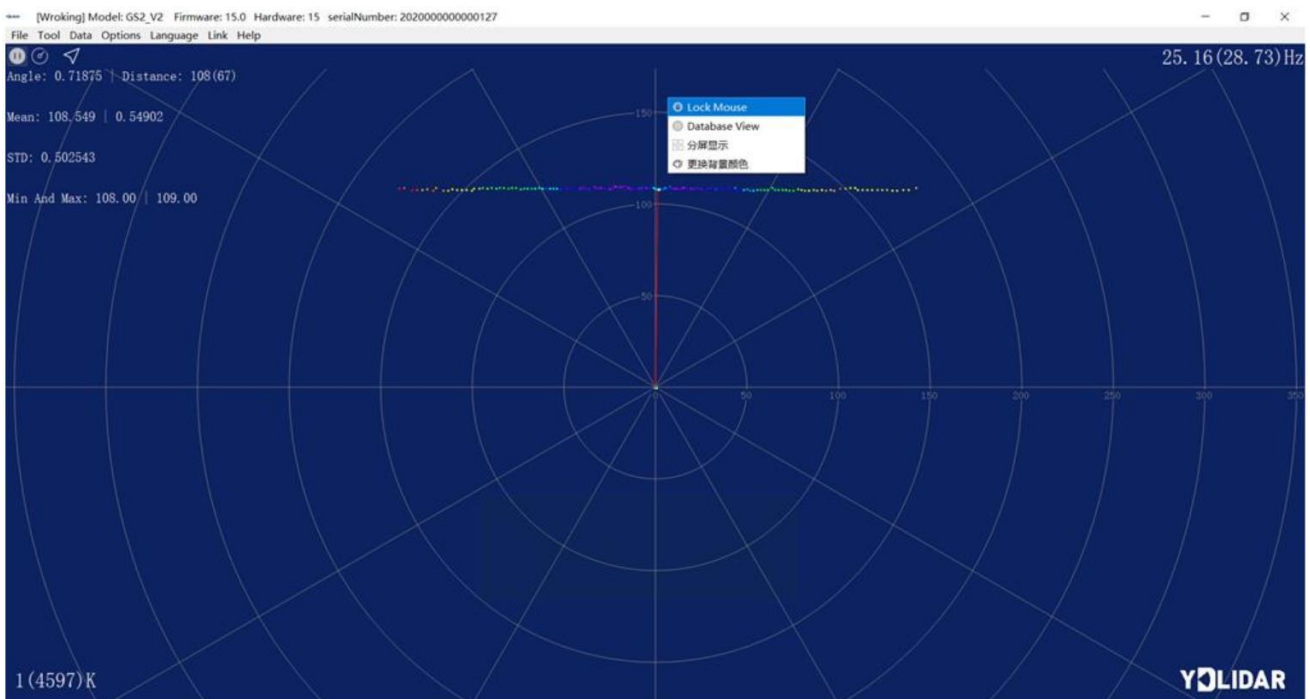 [Wroking] Model: GS2_V2 Firmware: 15.0 Hardware: 15 serialNumber: 2020000000000127
File Tool Data Options Language Link Help
25.16(28.73)Hz
Angle: 0.71875 | Distance: 108(67)
Mean: 108.549 | 0.54902
STD: 0.502543
Min And Max: 108.00 | 109.00
Lock Mouse
Database View
分屏显示
更换背景颜色
150
100
50
0 50 100 150 200 250 300 350
1(4597)K
YDLIDAR